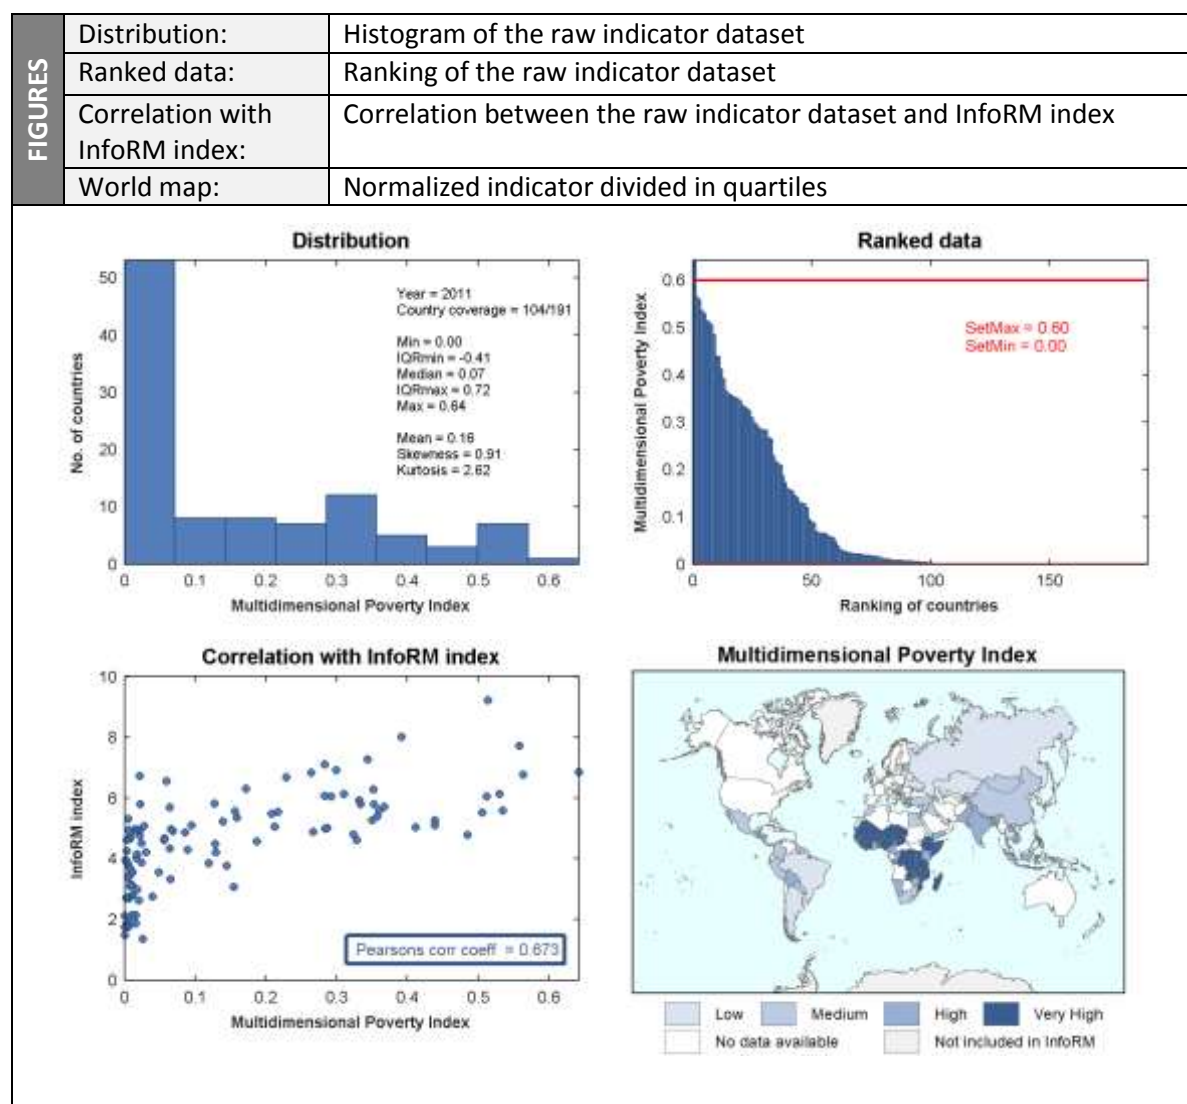 FIGURES
Distribution: Histogram of the raw indicator dataset
Ranked data: Ranking of the raw indicator dataset
Correlation with InfoRM index: Correlation between the raw indicator dataset and InfoRM index
World map: Normalized indicator divided in quartiles
Distribution
No. of countries
50
40
30
20
10
0
Year = 2011
Country coverage = 104/191
Min = 0.00
IQRmin = -0.41
Median = 0.07
IQRmax = 0.72
Max = 0.64
Mean = 0.16
Skewness = 0.91
Kurtosis = 2.62
0 0.1 0.2 0.3 0.4 0.5 0.6
Multidimensional Poverty Index
Ranked data
Multidimensional Poverty Index
0.6
0.5
0.4
0.3
0.2
0.1
0
SetMax = 0.60
SetMin = 0.00
0 50 100 150
Ranking of countries
Correlation with InfoRM index
InfoRM index
10
8
6
4
2
0
Pearsons corr coeff = 0.673
0 0.1 0.2 0.3 0.4 0.5 0.6
Multidimensional Poverty Index
Multidimensional Poverty Index
Low Medium High Very High
No data available Not included in InfoRM